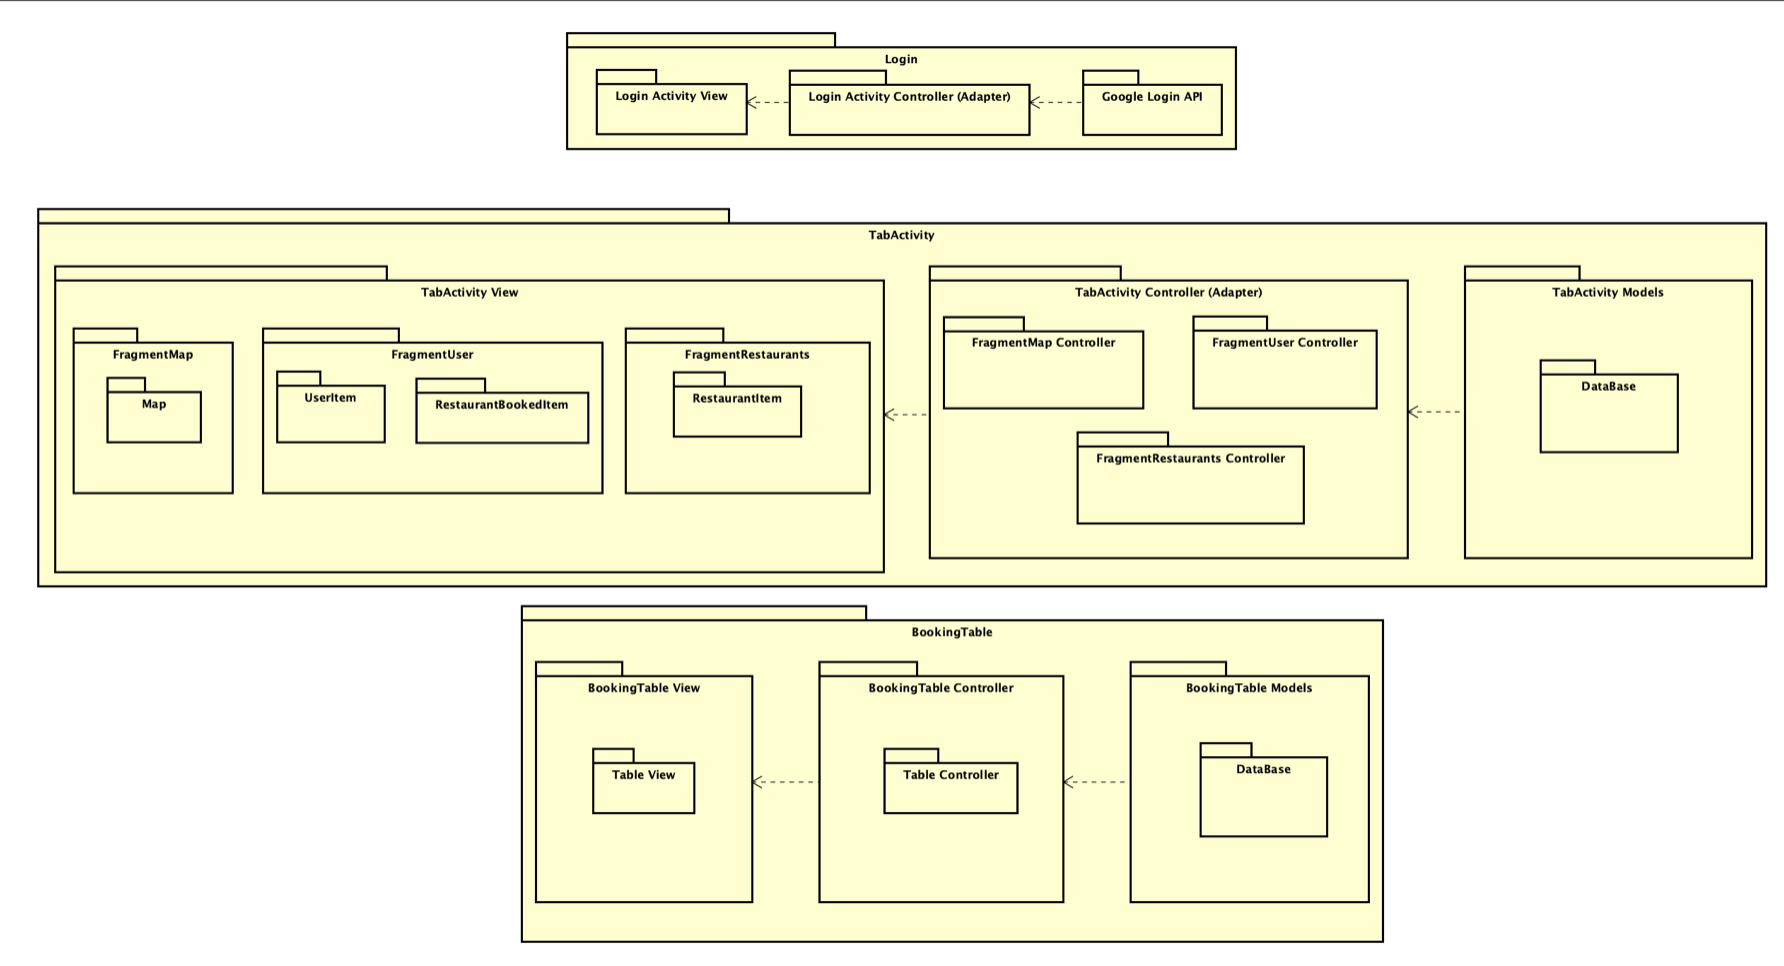 Login
Login Activity View
Login Activity Controller (Adapter)
Google Login API
TabActivity
TabActivity View
TabActivity Controller (Adapter)
TabActivity Models
FragmentMap
FragmentUser
FragmentRestaurants
Map
UserItem
RestaurantBookedItem
RestaurantItem
FragmentMap Controller
FragmentUser Controller
FragmentRestaurants Controller
DataBase
BookingTable
BookingTable View
BookingTable Controller
BookingTable Models
Table View
Table Controller
DataBase